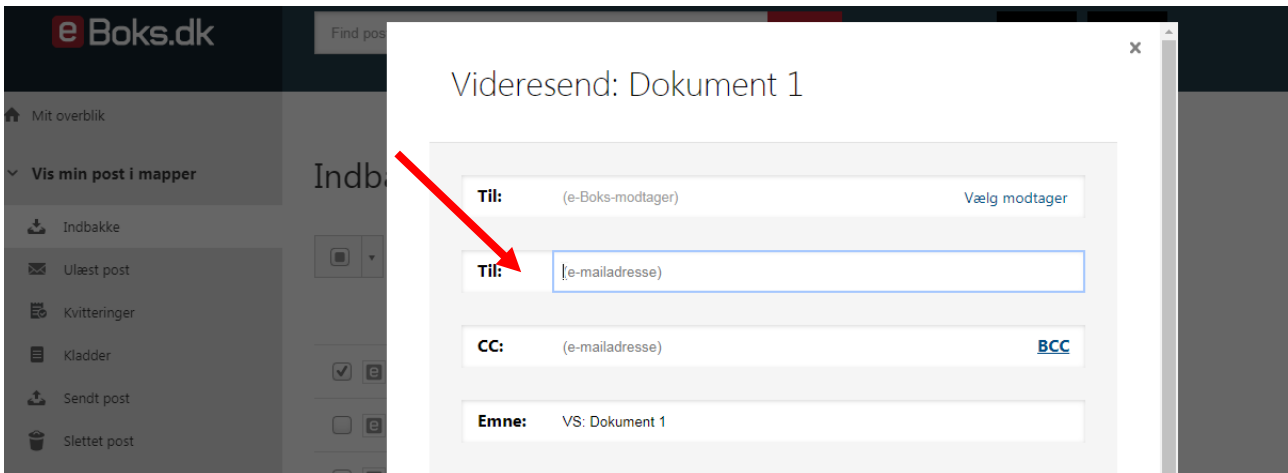 e Boks.dk
Find pos
Videresend: Dokument 1
Mit overblik
Vis min post i mapper
Indba
Til: (e-Boks-modtager) Vælg modtager
Indbakke
Til: (e-mailadresse)
Ulæst post
Kvitteringer
CC: (e-mailadresse) BCC
Kladder
e
Sendt post
Emne: VS: Dokument 1
e
Slettet post